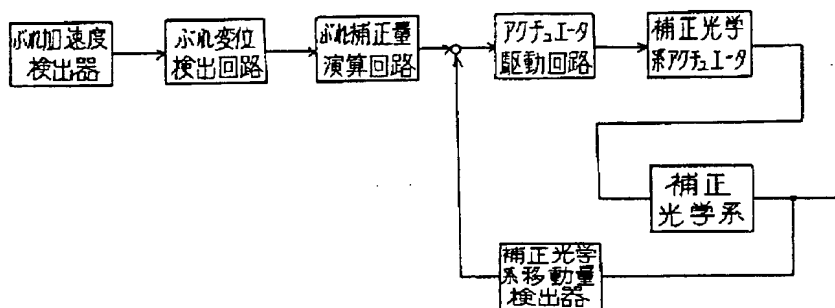 ぶれ加速度
検出器
ぶれ変位
検出回路
ぶれ補正量
演算回路
アクチュエータ
駆動回路
補正光学
系アクチュエータ
補正
光学系
補正光学
系移動量
検出器